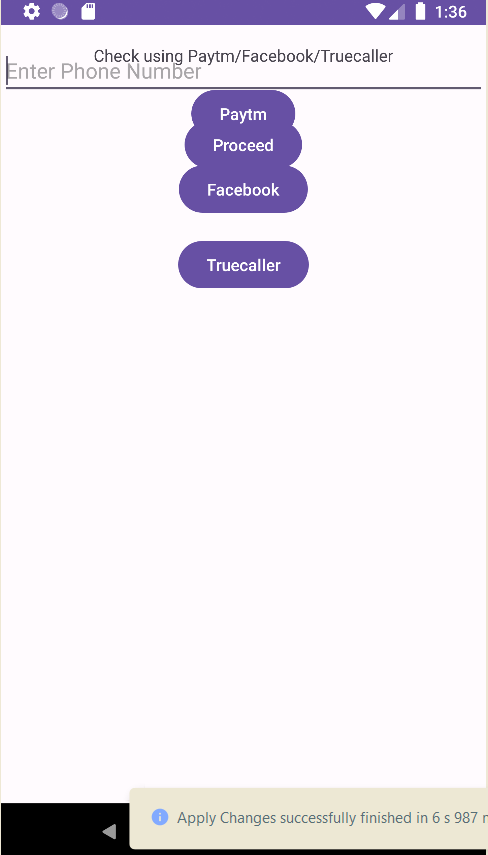 1:36
Check using Paytm/Facebook/Truecaller
Enter Phone Number
Paytm
Proceed
Facebook
Truecaller
Apply Changes successfully finished in 6 s 987